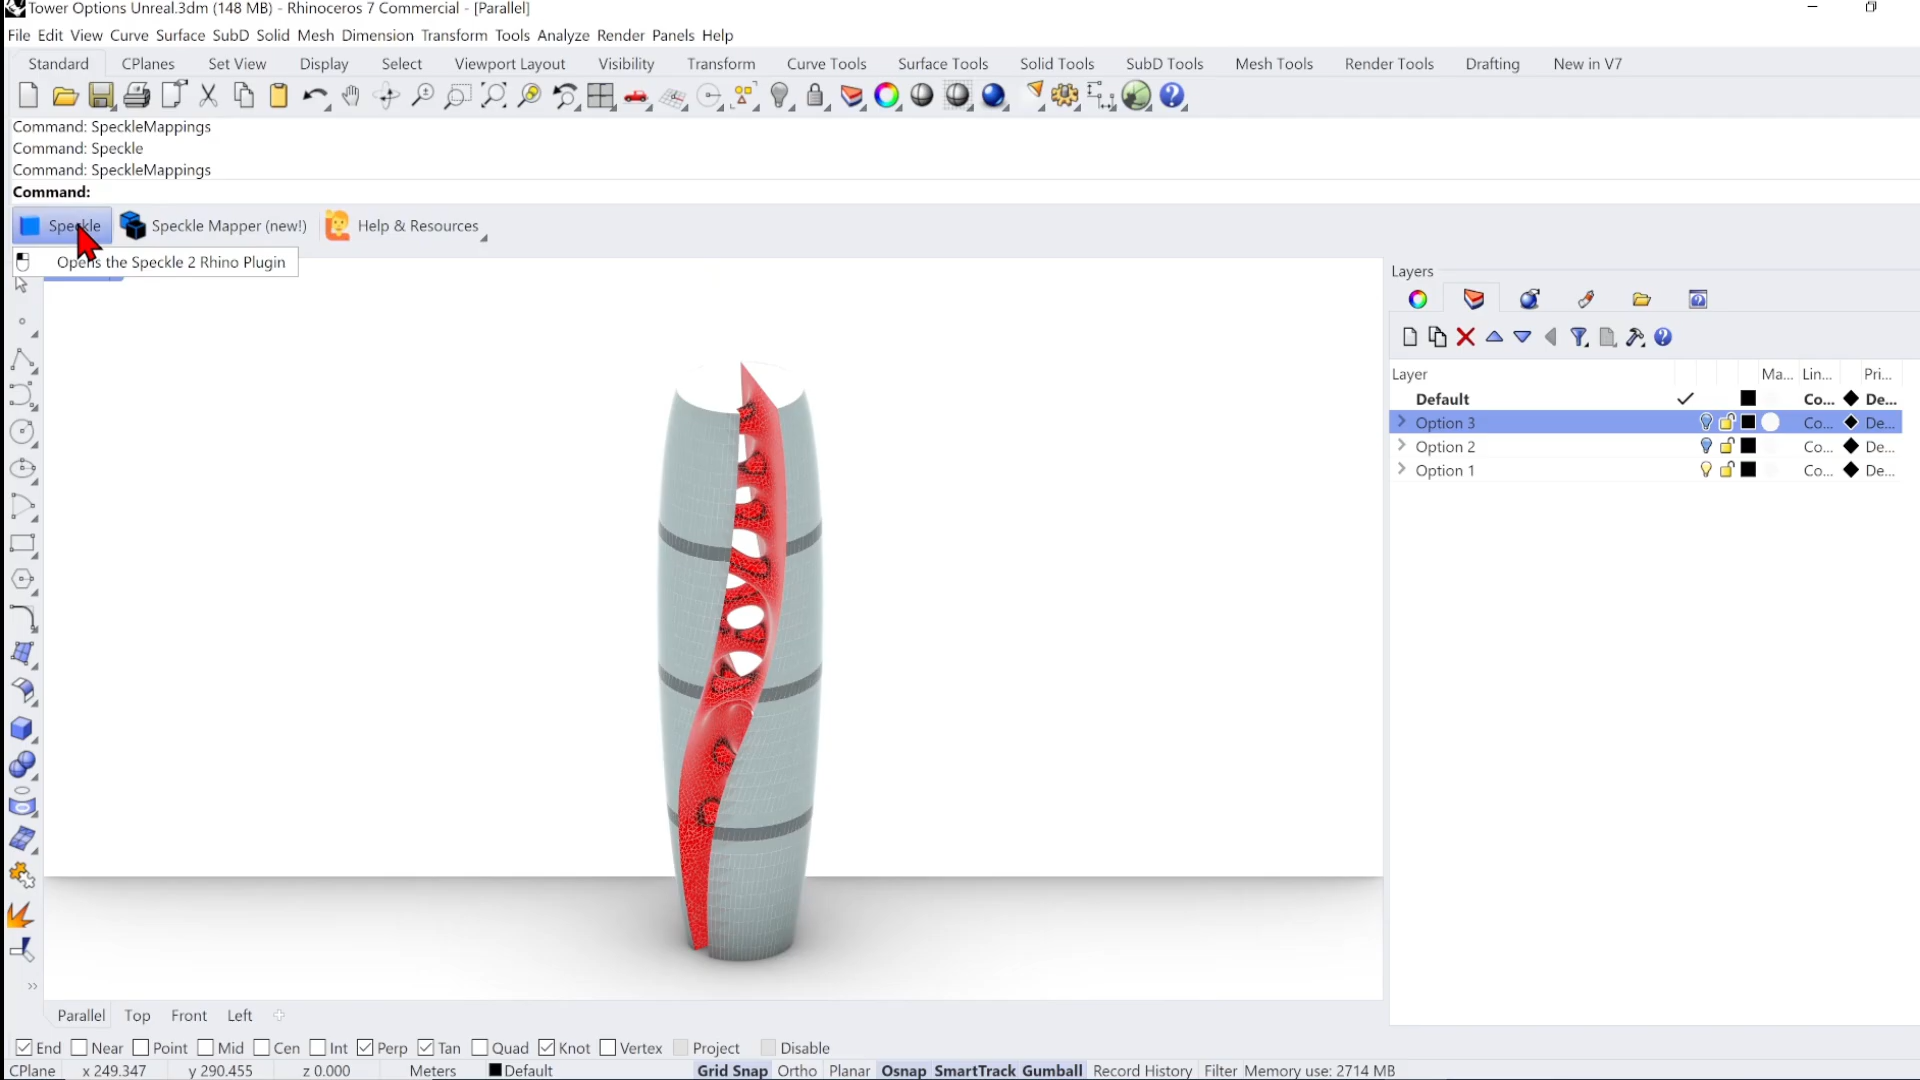 Tower Options Unreal.3dm (148 MB) - Rhinoceros 7 Commercial - [Parallel]
File Edit View Curve Surface SubD Solid Mesh Dimension Transform Tools Analyze Render Panels Help
Standard CPlanes Set View Display Select Viewport Layout Visibility Transform Curve Tools Surface Tools Solid Tools SubD Tools Mesh Tools Render Tools Drafting New in V7
Command: SpeckleMappings
Command: Speckle
Command: SpeckleMappings
Command:
Speckle Speckle Mapper (new!) Help & Resources
Opens the Speckle 2 Rhino Plugin
Layers
Layer Ma... Lin... Pri...
Default Co... De...
Option 3 Co... De...
Option 2 Co... De...
Option 1 Co... De...
Parallel Top Front Left
End Near Point Mid Cen Int Perp Tan Quad Knot Vertex Project Disable
CPlane x 249.347 y 290.455 z 0.000 Meters Default Grid Snap Ortho Planar Osnap SmartTrack Gumball Record History Filter Memory use: 2714 MB